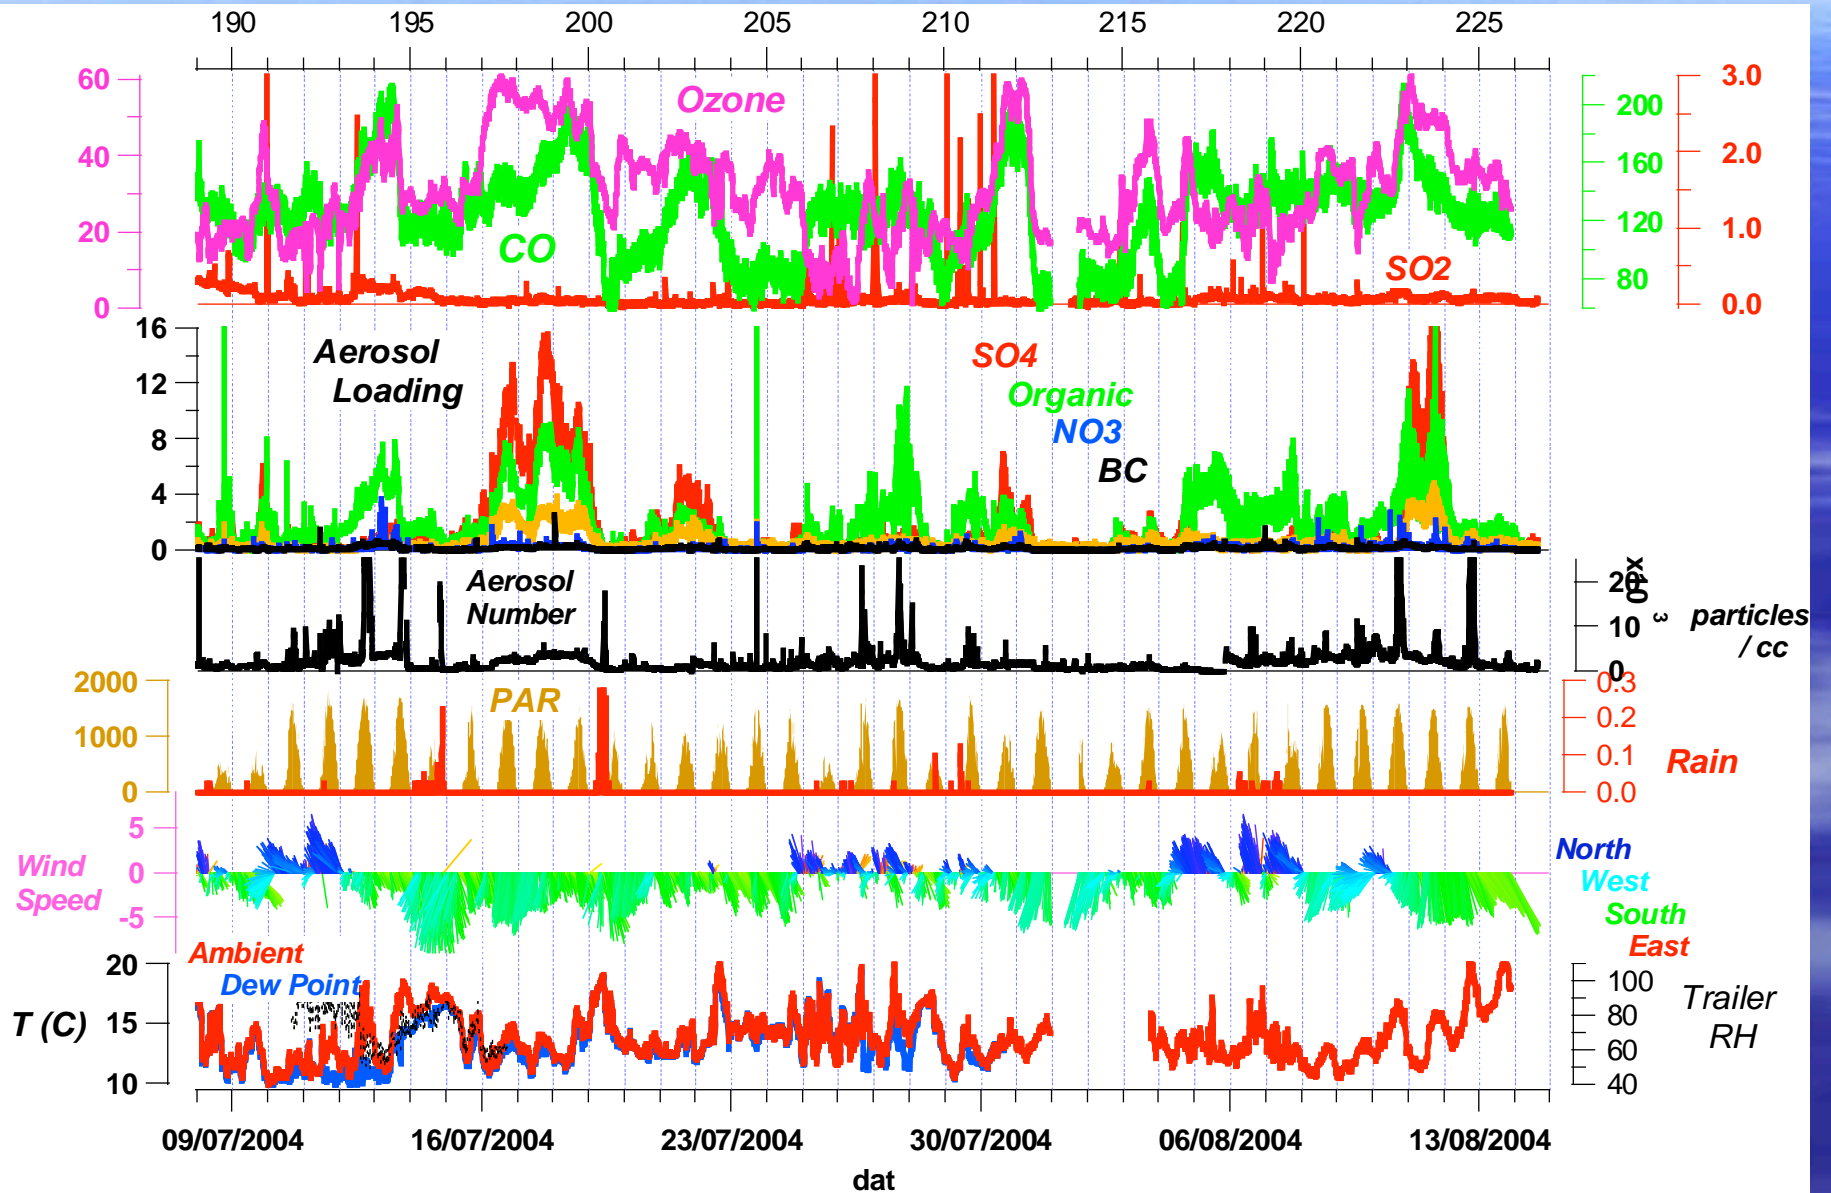 190 195 200 205 210 215 220 225
60 40 20 0
Ozone
CO
SO2
200 160 120 80
3.0 2.0 1.0 0.0
16 12 8 4 0
Aerosol
Loading
SO4
Organic
NO3
BC
Aerosol
Number
20 10 0
x10
3
particles
/ cc
2000 1000 0
PAR
0.3 0.2 0.1 0.0
Rain
Wind
Speed
5 0 -5
North
West
South
East
Ambient
Dew Point
T (C)
20 15 10
100 80 60 40
Trailer
RH
09/07/2004 16/07/2004 23/07/2004 30/07/2004 06/08/2004 13/08/2004
dat